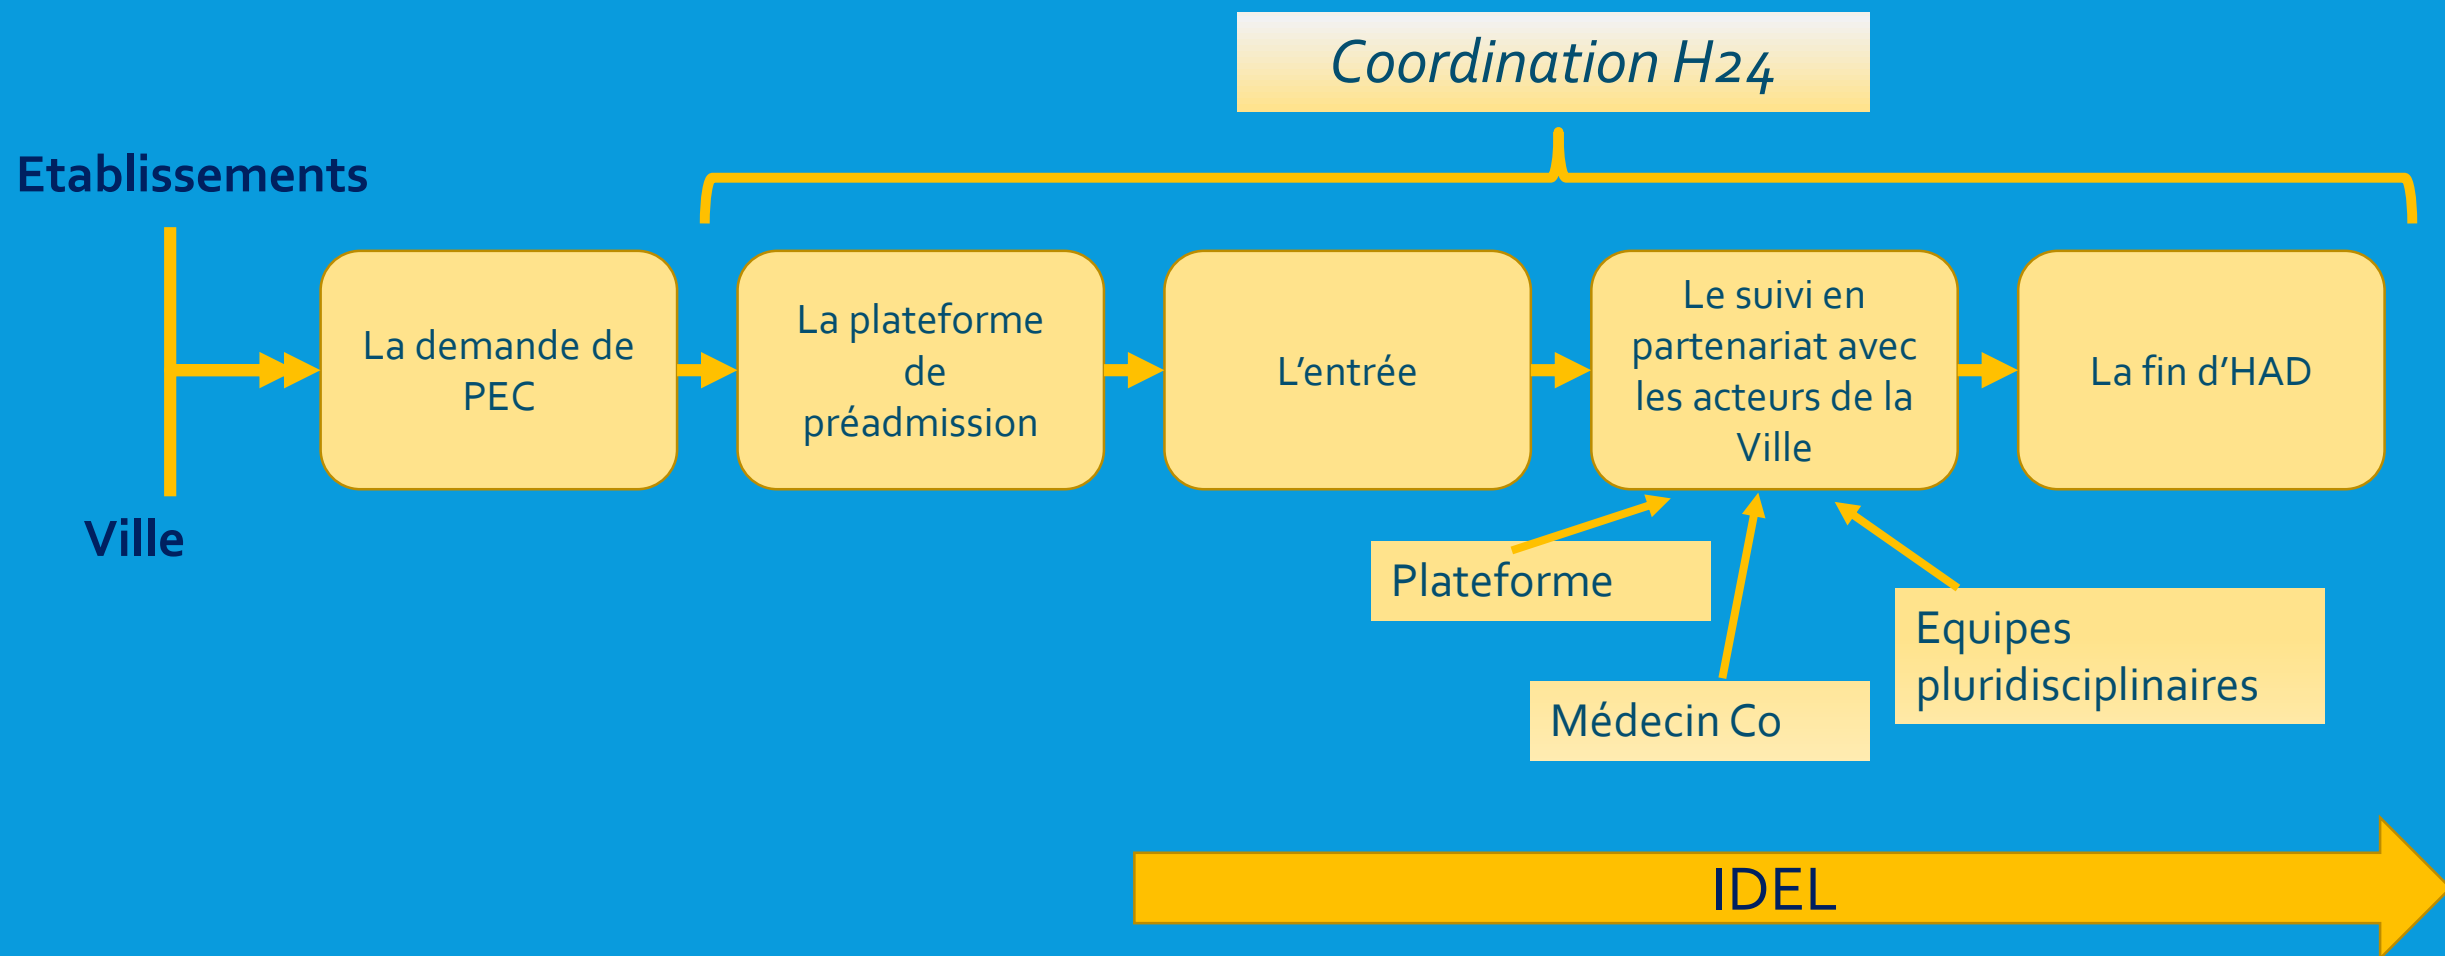 Coordination H24
Etablissements
Ville
La demande de
PEC
La plateforme
de
préadmission
L’entrée
Le suivi en
partenariat avec
les acteurs de la
Ville
La fin d’HAD
Plateforme
Médecin Co
Equipes
pluridisciplinaires
IDEL